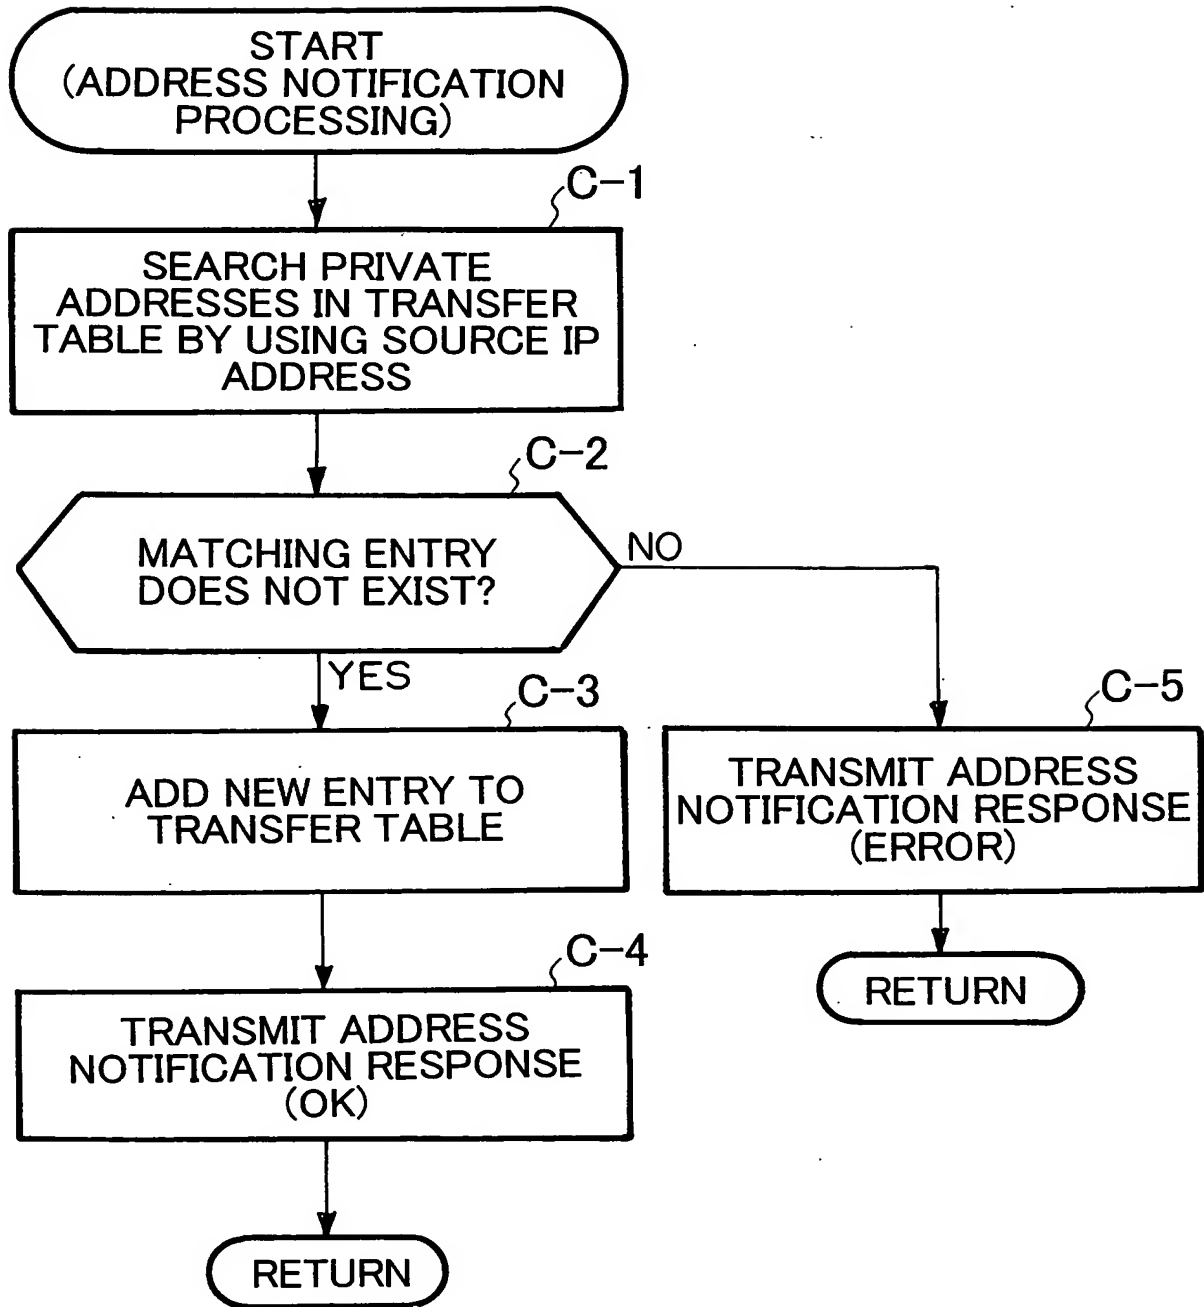 START
(ADDRESS NOTIFICATION
PROCESSING)
C-1
SEARCH PRIVATE
ADDRESSES IN TRANSFER
TABLE BY USING SOURCE IP
ADDRESS
C-2
MATCHING ENTRY
DOES NOT EXIST?
NO
YES
C-3
ADD NEW ENTRY TO
TRANSFER TABLE
C-5
TRANSMIT ADDRESS
NOTIFICATION RESPONSE
(ERROR)
RETURN
C-4
TRANSMIT ADDRESS
NOTIFICATION RESPONSE
(OK)
RETURN